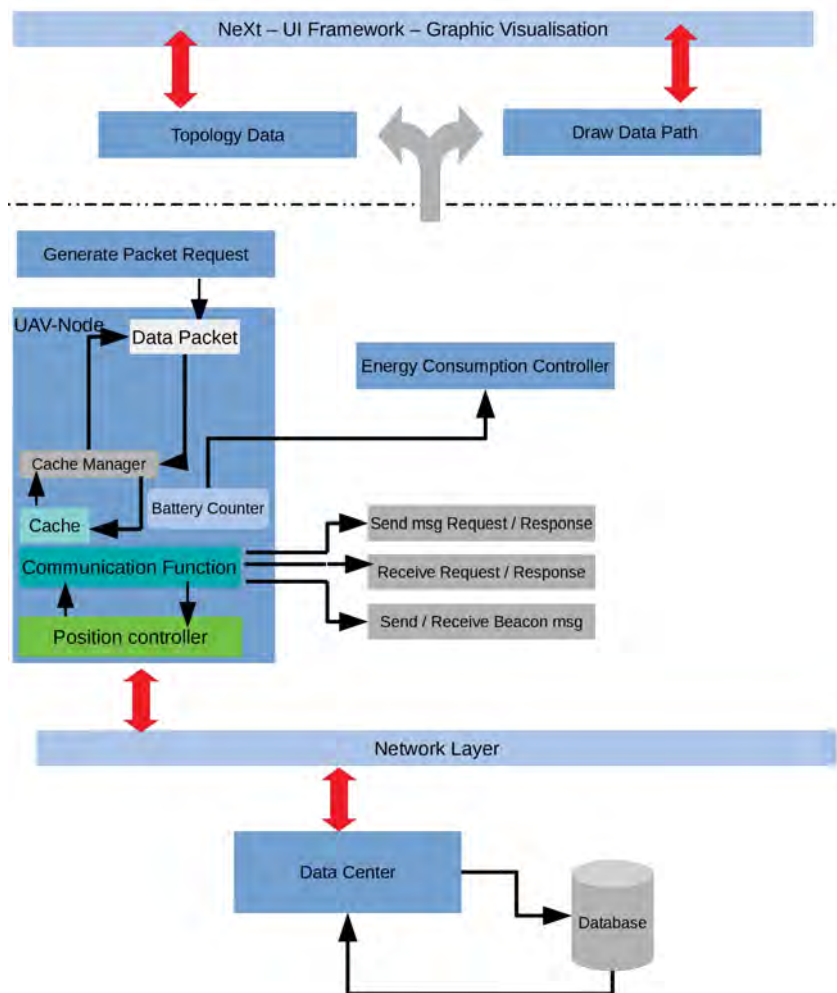 NeXt – UI Framework – Graphic Visualisation
Topology Data
Draw Data Path
Generate Packet Request
UAV-Node
Data Packet
Energy Consumption Controller
Cache Manager
Battery Counter
Cache
Send msg Request / Response
Communication Function
Receive Request / Response
Send / Receive Beacon msg
Position controller
Network Layer
Data Center
Database